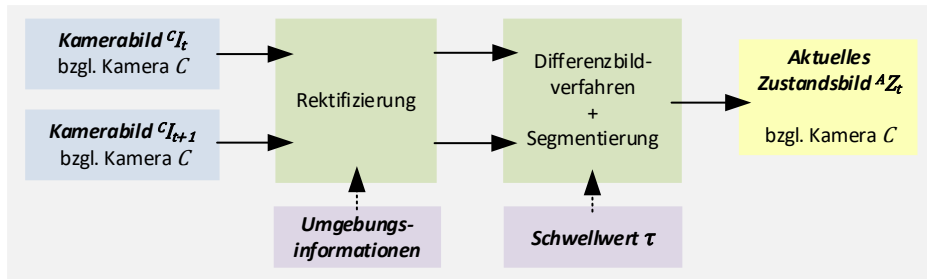 Kamerabild ᶜIₜ
bzgl. Kamera C
Kamerabild ᶜIₜ₊₁
bzgl. Kamera C
Rektifizierung
Umgebungs-
informationen
Differenzbild-
verfahren
+
Segmentierung
Schwellwert τ
Aktuelles
Zustandsbild ᴬZₜ
bzgl. Kamera C